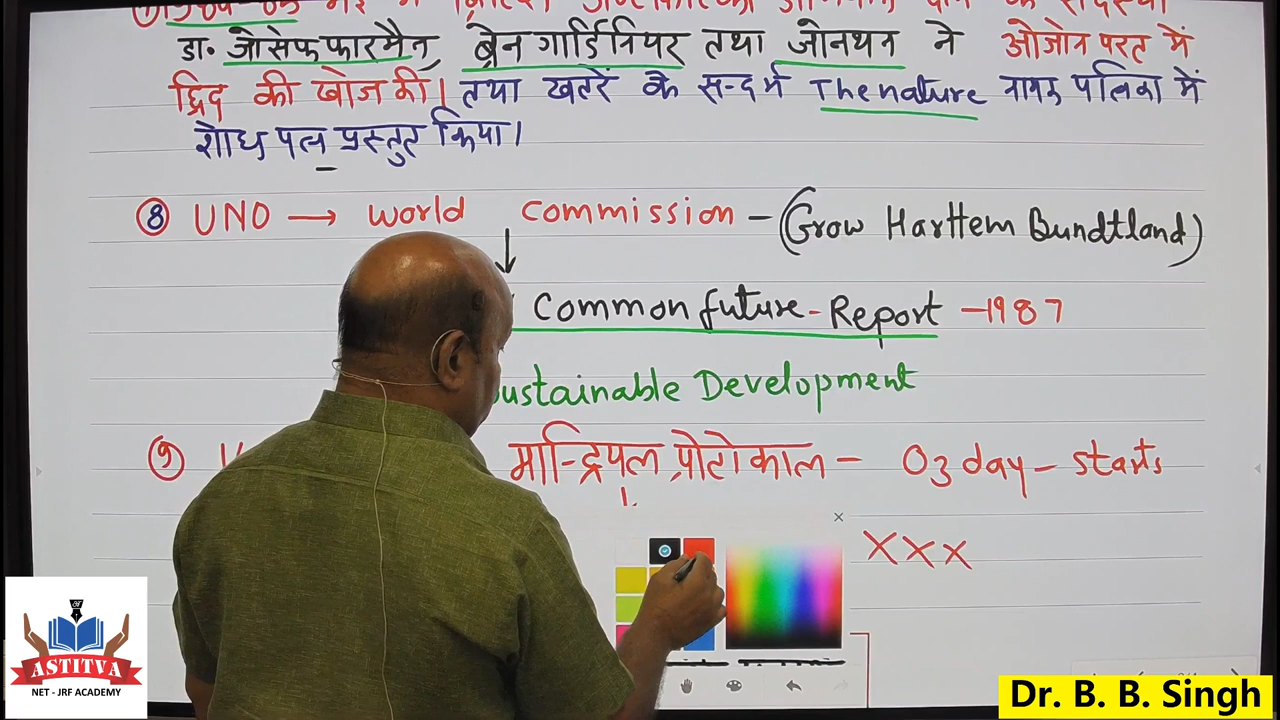 डा. जोसेफ फारमैन, ब्रेन गार्डिनियर तथा जोनथन ने ओजोन परत में
छिद्र की खोज की। तथा खतरें के सन्दर्भ The nature नामक पत्रिका में
शोध पत्र प्रस्तुत किया।
8 UNO → World Commission - (Grow Harttem Bundtland)
Common future - Report - 1987
Sustainable Development
9 मान्ट्रियल प्रोटोकाल - O3 day - starts
XXX
ASTITVA
NET - JRF ACADEMY
Dr. B. B. Singh